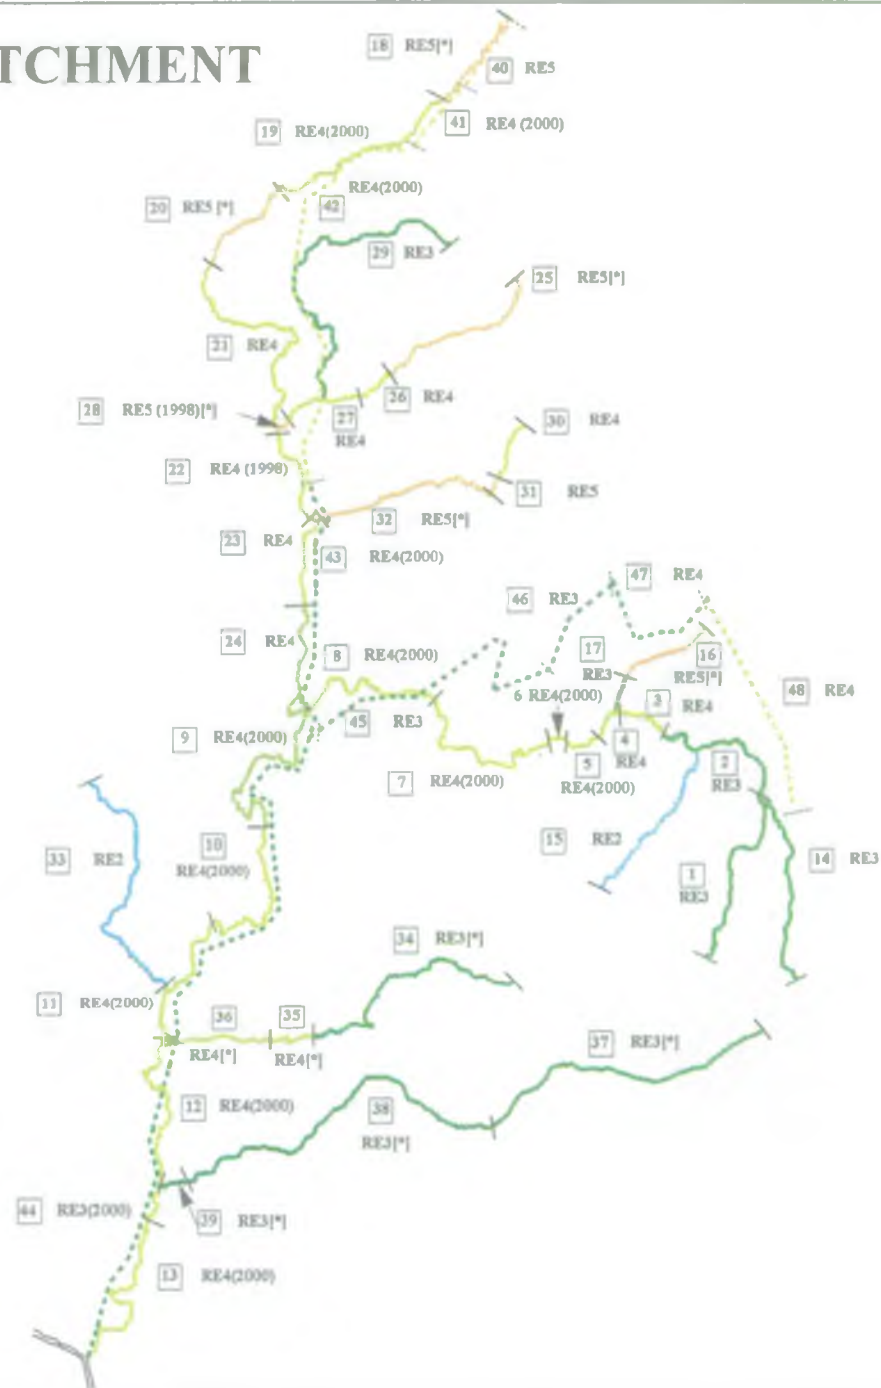 TCHMENT
18 RE5[*]
40 RE5
41 RE4 (2000)
19 RE4(2000)
42 RE4(2000)
20 RE5 [*]
29 RE3
25 RE5[*]
21 RE4
26 RE4
28 RE5 (1998)[*]
27
RE4
30 RE4
22 RE4 (1998)
31 RE5
32 RE5[*]
23 RE4
43 RE4(2000)
47 RE4
46 RE3
24 RE4
8 RE4(2000)
17
RE3
16
RE5[*]
6 RE4(2000)
48 RE4
3 RE4
45 RE3
9 RE4(2000)
4
RE4
5
RE4(2000)
2
RE3
7 RE4(2000)
15 RE2
10
RE4(2000)
33 RE2
14 RE3
1
RE3
34 RE3[*]
11 RE4(2000)
36
RE4[*]
35
RE4[*]
37 RE3[*]
12 RE4(2000)
38
RE3[*]
44 RE3(2000)
39 RE3[*]
13 RE4(2000)